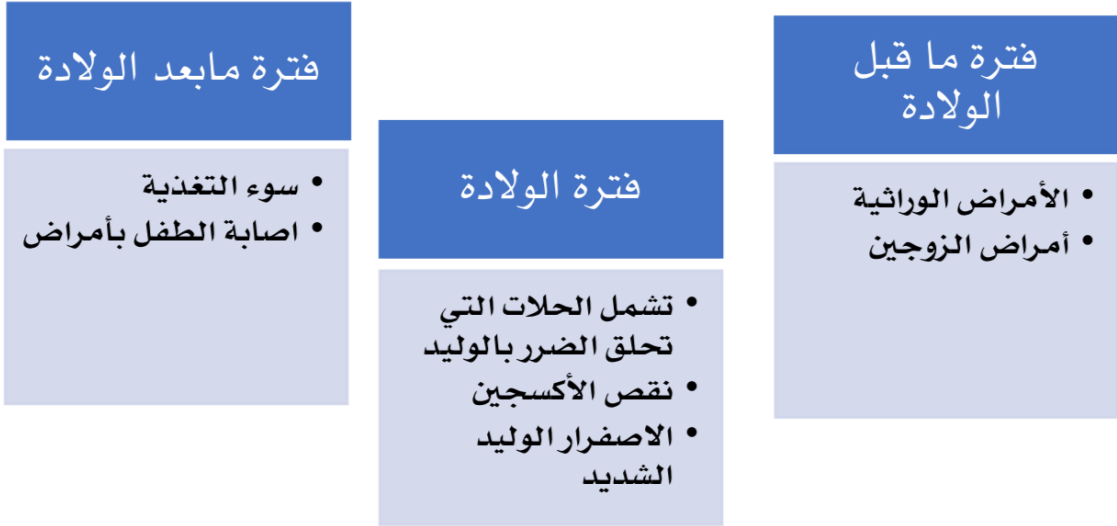 فترة ما قبل
الولادة
• الأمراض الوراثية
• أمراض الزوجين
فترة الولادة
• تشمل الحلات التي
تحلق الضرر بالوليد
• نقص الأكسجين
• الاصفرار الوليد
الشديد
فترة مابعد الولادة
• سوء التغذية
• اصابة الطفل بأمراض